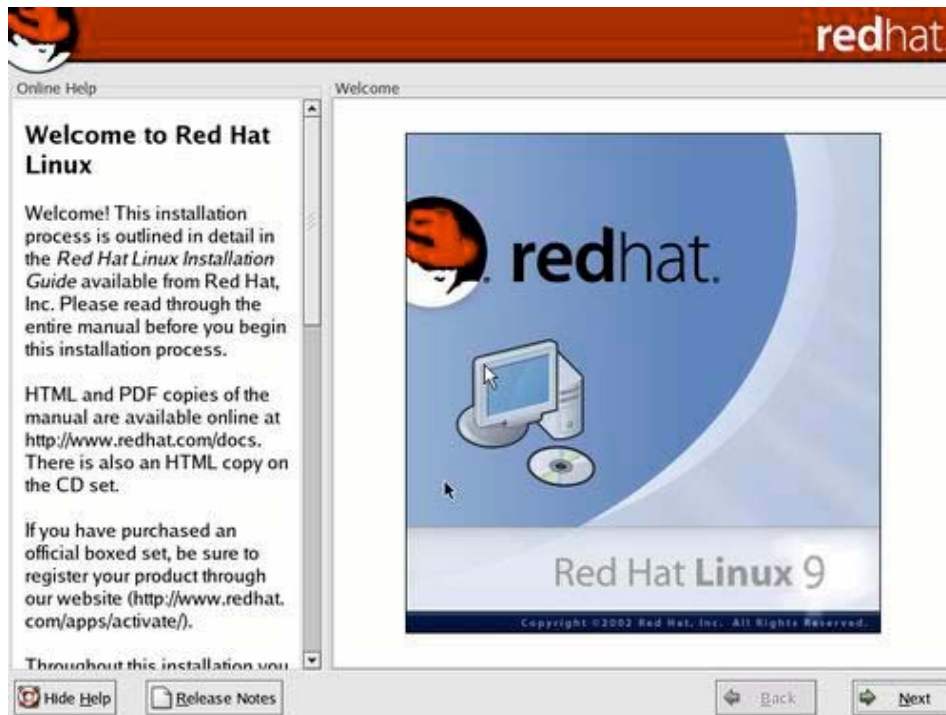 redhat
Online Help
Welcome to Red Hat
Linux
Welcome! This installation
process is outlined in detail in
the Red Hat Linux Installation
Guide available from Red Hat,
Inc. Please read through the
entire manual before you begin
this installation process.
HTML and PDF copies of the
manual are available online at
http://www.redhat.com/docs.
There is also an HTML copy on
the CD set.
If you have purchased an
official boxed set, be sure to
register your product through
our website (http://www.redhat.
com/apps/activate/).
Throughout this installation you
Welcome
redhat.
Red Hat Linux 9
Copyright ©2002 Red Hat, Inc. All Rights Reserved.
Hide Help
Release Notes
Back
Next